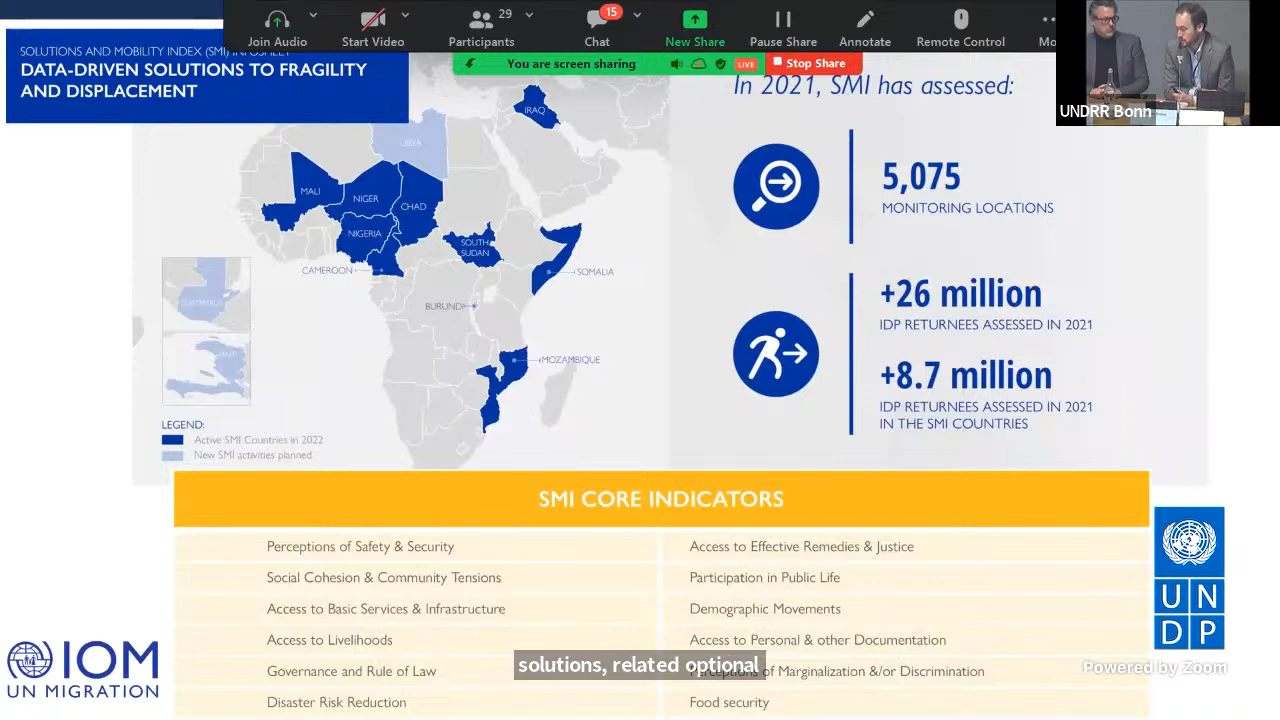 Join Audio
Start Video
Participants
29
Chat
15
New Share
Pause Share
Annotate
Remote Control
Mo
You are screen sharing
LIVE
Stop Share
UNDRR Bonn
SOLUTIONS AND MOBILITY INDEX (SMI) INFOSHEET
DATA-DRIVEN SOLUTIONS TO FRAGILITY
AND DISPLACEMENT
In 2021, SMI has assessed:
5,075
MONITORING LOCATIONS
+26 million
IDP RETURNEES ASSESSED IN 2021
+8.7 million
IDP RETURNEES ASSESSED IN 2021
IN THE SMI COUNTRIES
IRAQ
LIBYA
MALI
NIGER
CHAD
NIGERIA
SOUTH
SUDAN
CAMEROON
SOMALIA
BURUNDI
MOZAMBIQUE
GUATEMALA
HAITI
LEGEND:
Active SMI Countries in 2022
New SMI activities planned
SMI CORE INDICATORS
Perceptions of Safety & Security
Access to Effective Remedies & Justice
Social Cohesion & Community Tensions
Participation in Public Life
Access to Basic Services & Infrastructure
Demographic Movements
Access to Livelihoods
Access to Personal & other Documentation
Governance and Rule of Law
of Marginalization &/or Discrimination
Disaster Risk Reduction
Food security
solutions, related optional
IOM
UN MIGRATION
U N
D P
Powered by Zoom